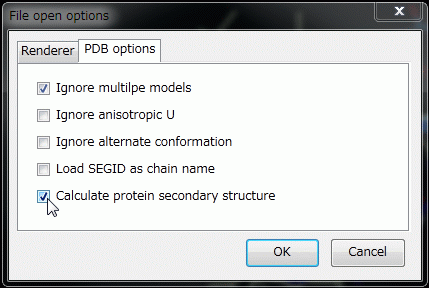 File open options
Renderer PDB options
Ignore multilpe models
Ignore anisotropic U
Ignore alternate conformation
Load SEGID as chain name
Calculate protein secondary structure
OK Cancel